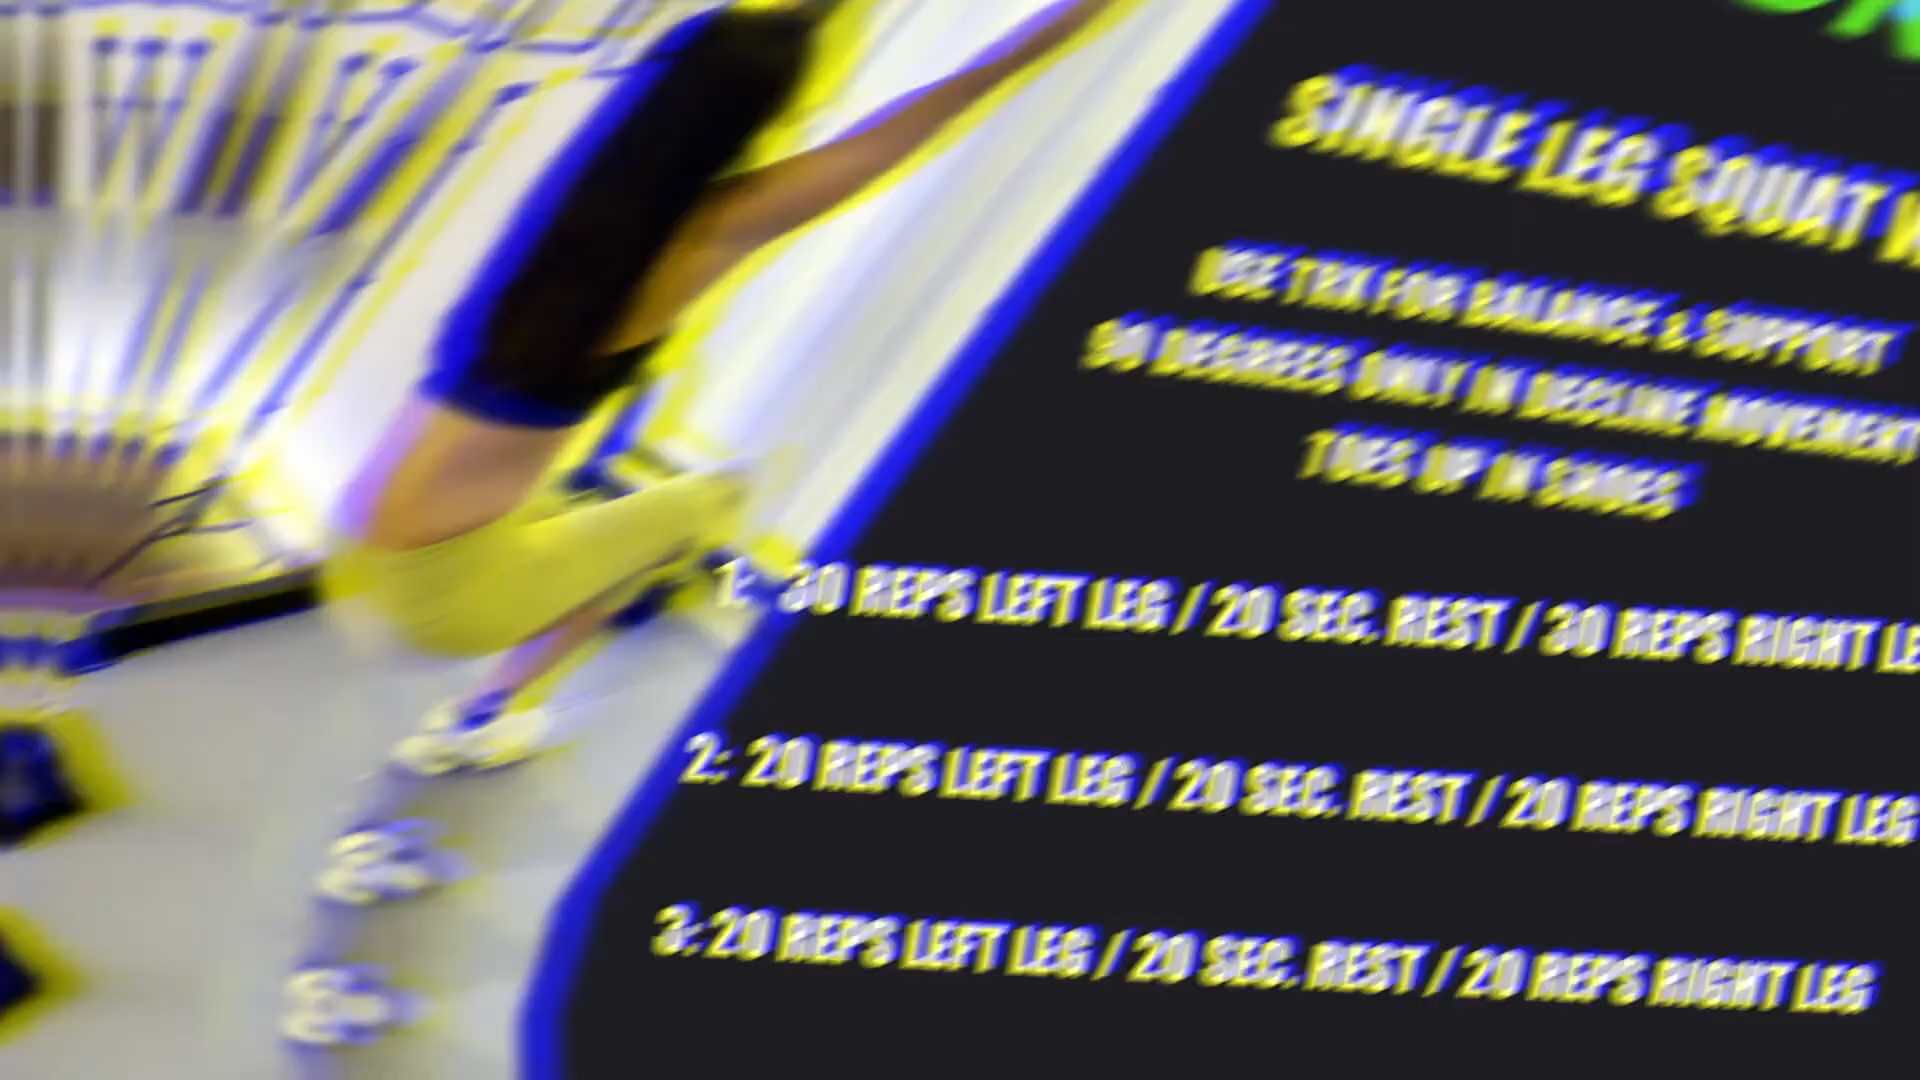 SINGLE LEG SQUAT
USE TRX FOR BALANCE & SUPPORT
90 DEGREES ONLY IN DECLINE MOVEMENT
TOES UP IN SHOES
1: 30 REPS LEFT LEG / 20 SEC. REST / 30 REPS RIGHT
2: 20 REPS LEFT LEG / 20 SEC. REST / 20 REPS RIGHT LEG
3: 20 REPS LEFT LEG / 20 SEC. REST / 20 REPS RIGHT LEG